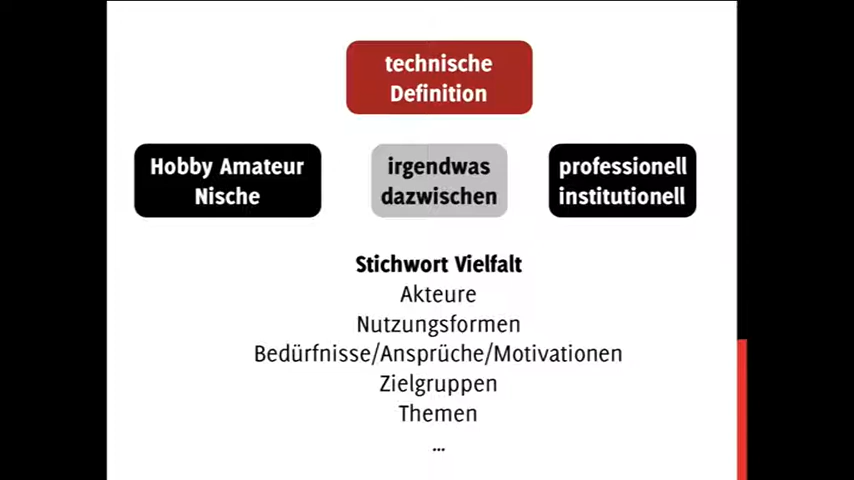 technische
Definition
Hobby Amateur
Nische
irgendwas
dazwischen
professionell
institutionell
Stichwort Vielfalt
Akteure
Nutzungsformen
Bedürfnisse/Ansprüche/Motivationen
Zielgruppen
Themen
...